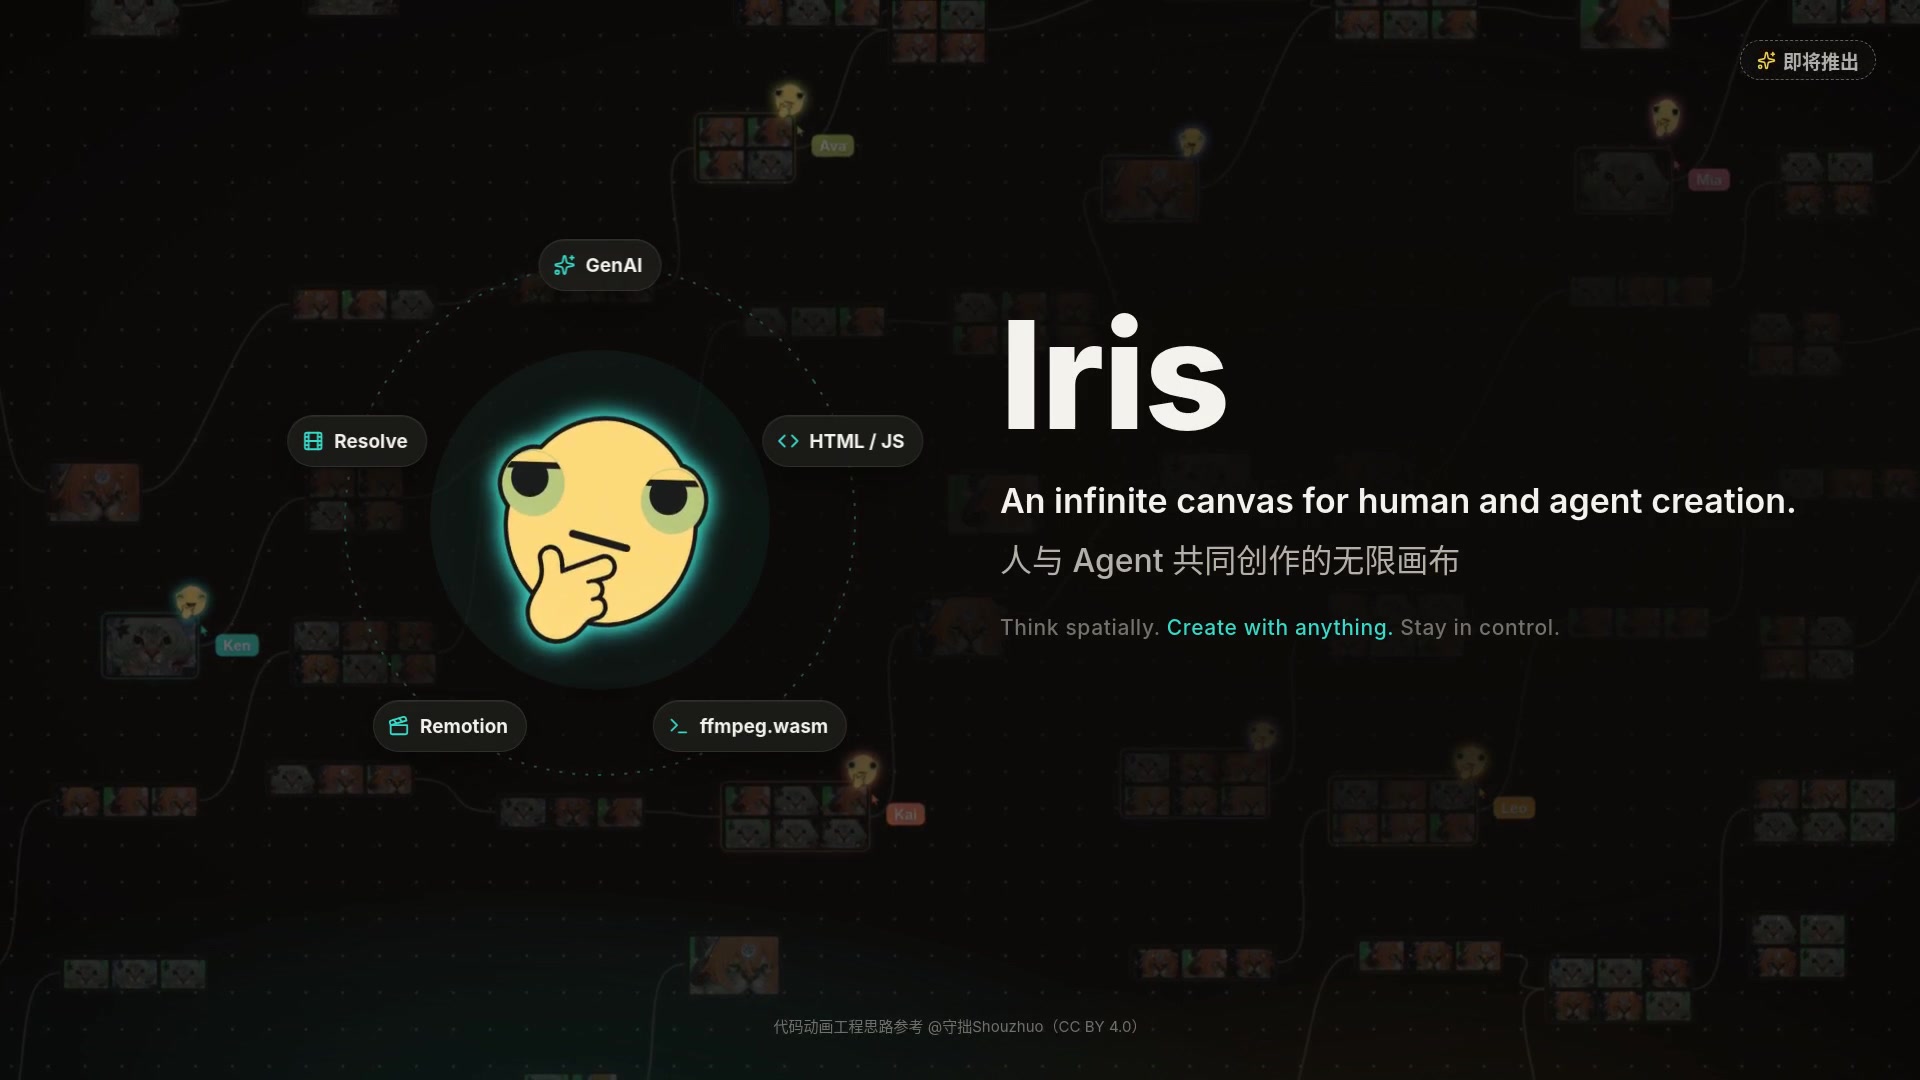 即将推出
Ava
Mia
GenAI
Resolve
HTML / JS
Iris
An infinite canvas for human and agent creation.
人与 Agent 共同创作的无限画布
Think spatially. Create with anything. Stay in control.
Ken
Remotion
ffmpeg.wasm
Kai
Leo
代码动画工程思路参考 @守拙Shouzhuo（CC BY 4.0）